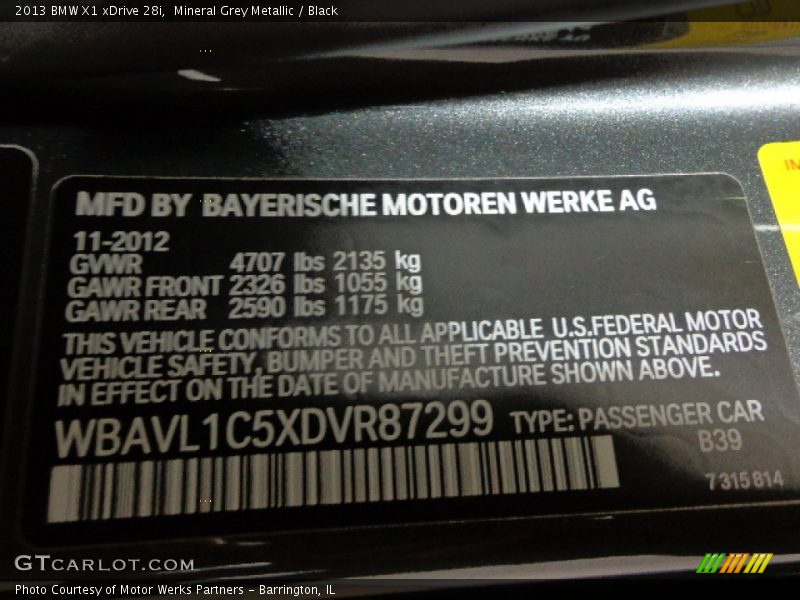 2013 BMW X1 xDrive 28i,  Mineral Grey Metallic / Black
MFD BY BAYERISCHE MOTOREN WERKE AG
11-2012
GVWR 4707 lbs 2135 kg
GAWR FRONT 2326 lbs 1055 kg
GAWR REAR 2590 lbs 1175 kg
THIS VEHICLE CONFORMS TO ALL APPLICABLE U.S.FEDERAL MOTOR
VEHICLE SAFETY, BUMPER AND THEFT PREVENTION STANDARDS
IN EFFECT ON THE DATE OF MANUFACTURE SHOWN ABOVE.
WBAVL1C5XDVR87299 TYPE: PASSENGER CAR
B39
7315814
GTCARLOT.COM
Photo Courtesy of Motor Werks Partners - Barrington, IL